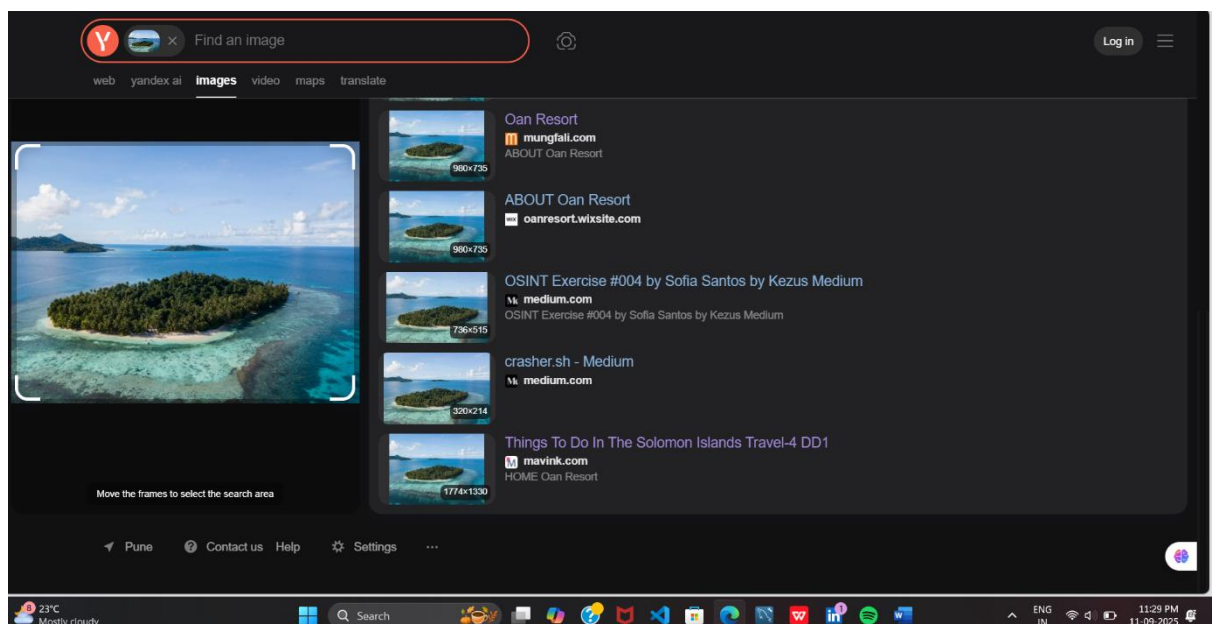 Y
Find an image
Log in
web yandex ai images video maps translate
Oan Resort
mungfali.com
ABOUT Oan Resort
980×735
ABOUT Oan Resort
WIX oanresort.wixsite.com
980×735
OSINT Exercise #004 by Sofia Santos by Kezus Medium
medium.com
OSINT Exercise #004 by Sofia Santos by Kezus Medium
736×515
crasher.sh - Medium
medium.com
320×214
Things To Do In The Solomon Islands Travel-4 DD1
mavink.com
HOME Oan Resort
1774×1330
Move the frames to select the search area
Pune Contact us Help Settings ...
8 23°C
Mostly cloudy
Search
W in 1
ENG
IN
11:29 PM
11-09-2025